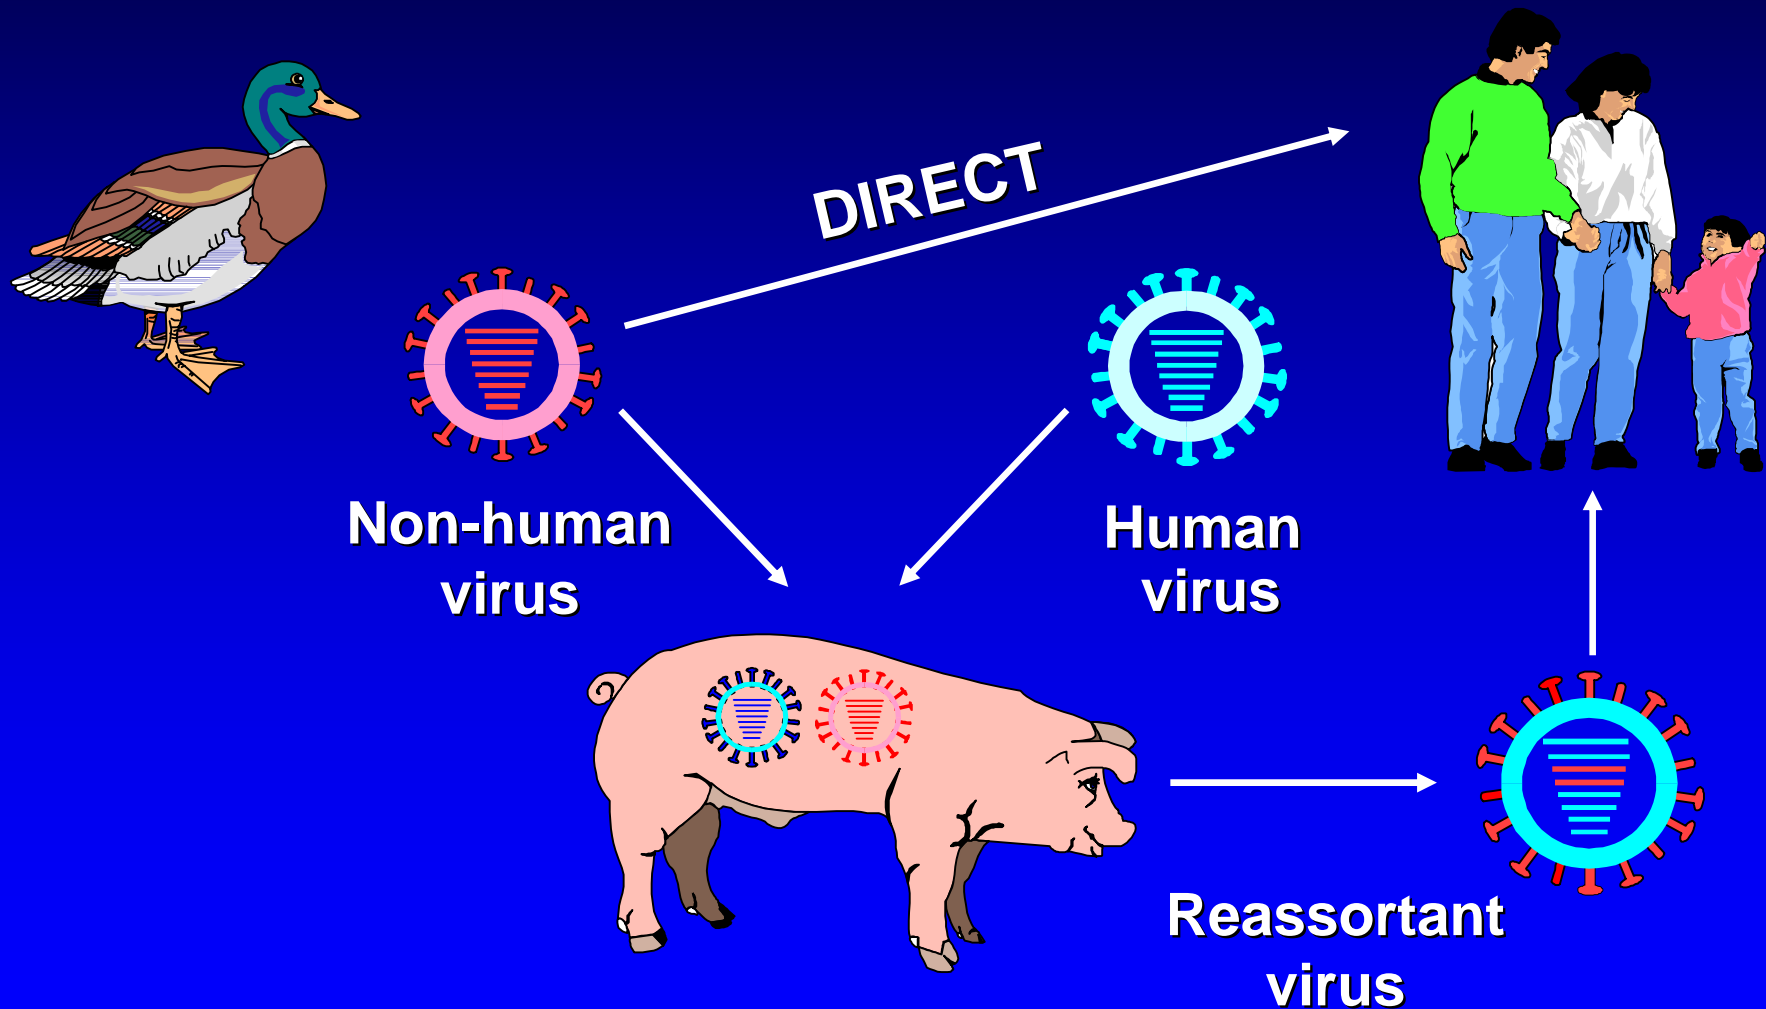 DIRECT
Non-human
virus
Human
virus
Reassortant
virus